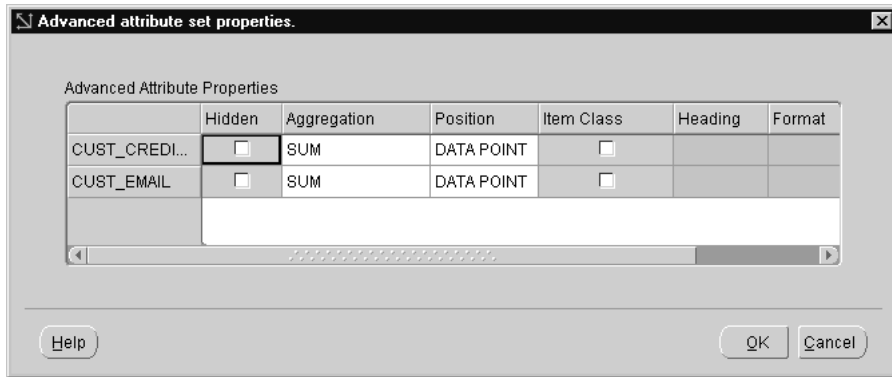 Advanced attribute set properties.
Advanced Attribute Properties
Hidden Aggregation Position Item Class Heading Format
CUST_CREDI... SUM DATA POINT
CUST_EMAIL SUM DATA POINT
Help OK Cancel